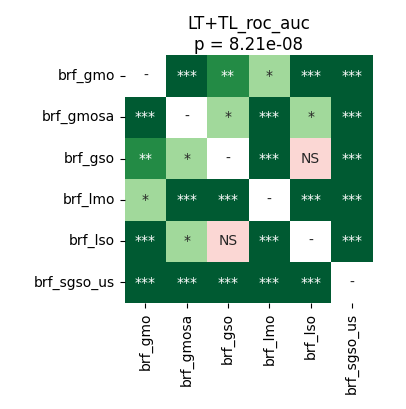 LT+TL_roc_auc
p = 8.21e-08
brf_gmo - *** ** * *** ***
brf_gmosa *** - * *** * ***
brf_gso ** * - *** NS ***
brf_lmo * *** *** - *** ***
brf_lso *** * NS *** - ***
brf_sgso_us *** *** *** *** *** -
brf_gmo brf_gmosa brf_gso brf_lmo brf_lso brf_sgso_us